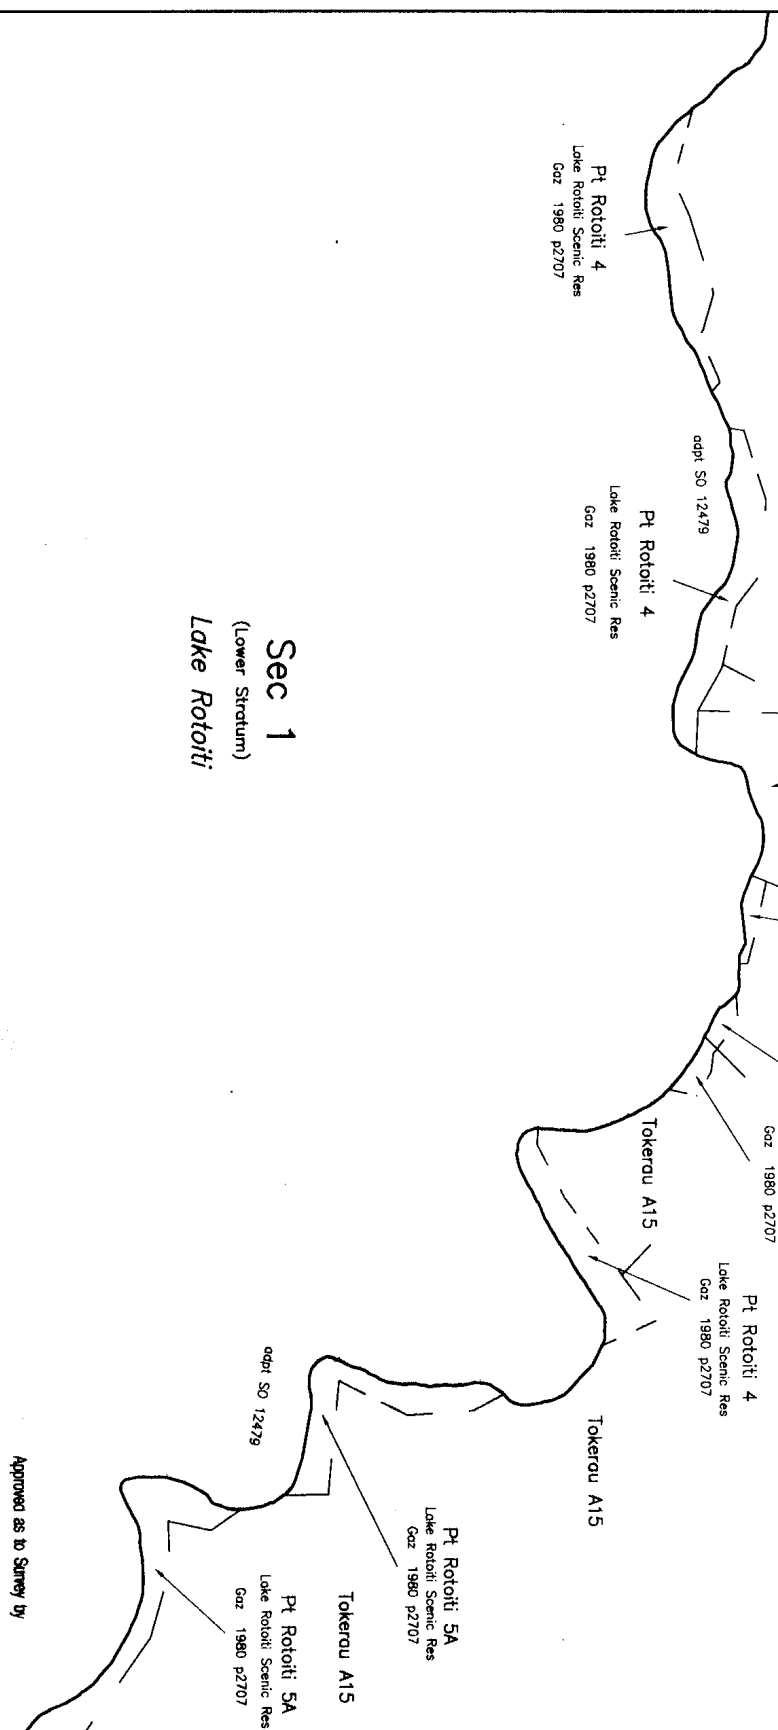 Pt Rotoiti 4
Lake Rotoiti Scenic Res
Gaz 1980 p2707
adpt SO 12479
Pt Rotoiti 4
Lake Rotoiti Scenic Res
Gaz 1980 p2707
Sec 1
(Lower Stratum)
Lake Rotoiti
Gaz 1980 p2707
Tokerau A15
Pt Rotoiti 4
Lake Rotoiti Scenic Res
Gaz 1980 p2707
Tokerau A15
adpt SO 12479
Pt Rotoiti 5A
Lake Rotoiti Scenic Res
Gaz 1980 p2707
Tokerau A15
Pt Rotoiti 5A
Lake Rotoiti Scenic Res
Gaz 1980 p2707
Approved as to Survey by